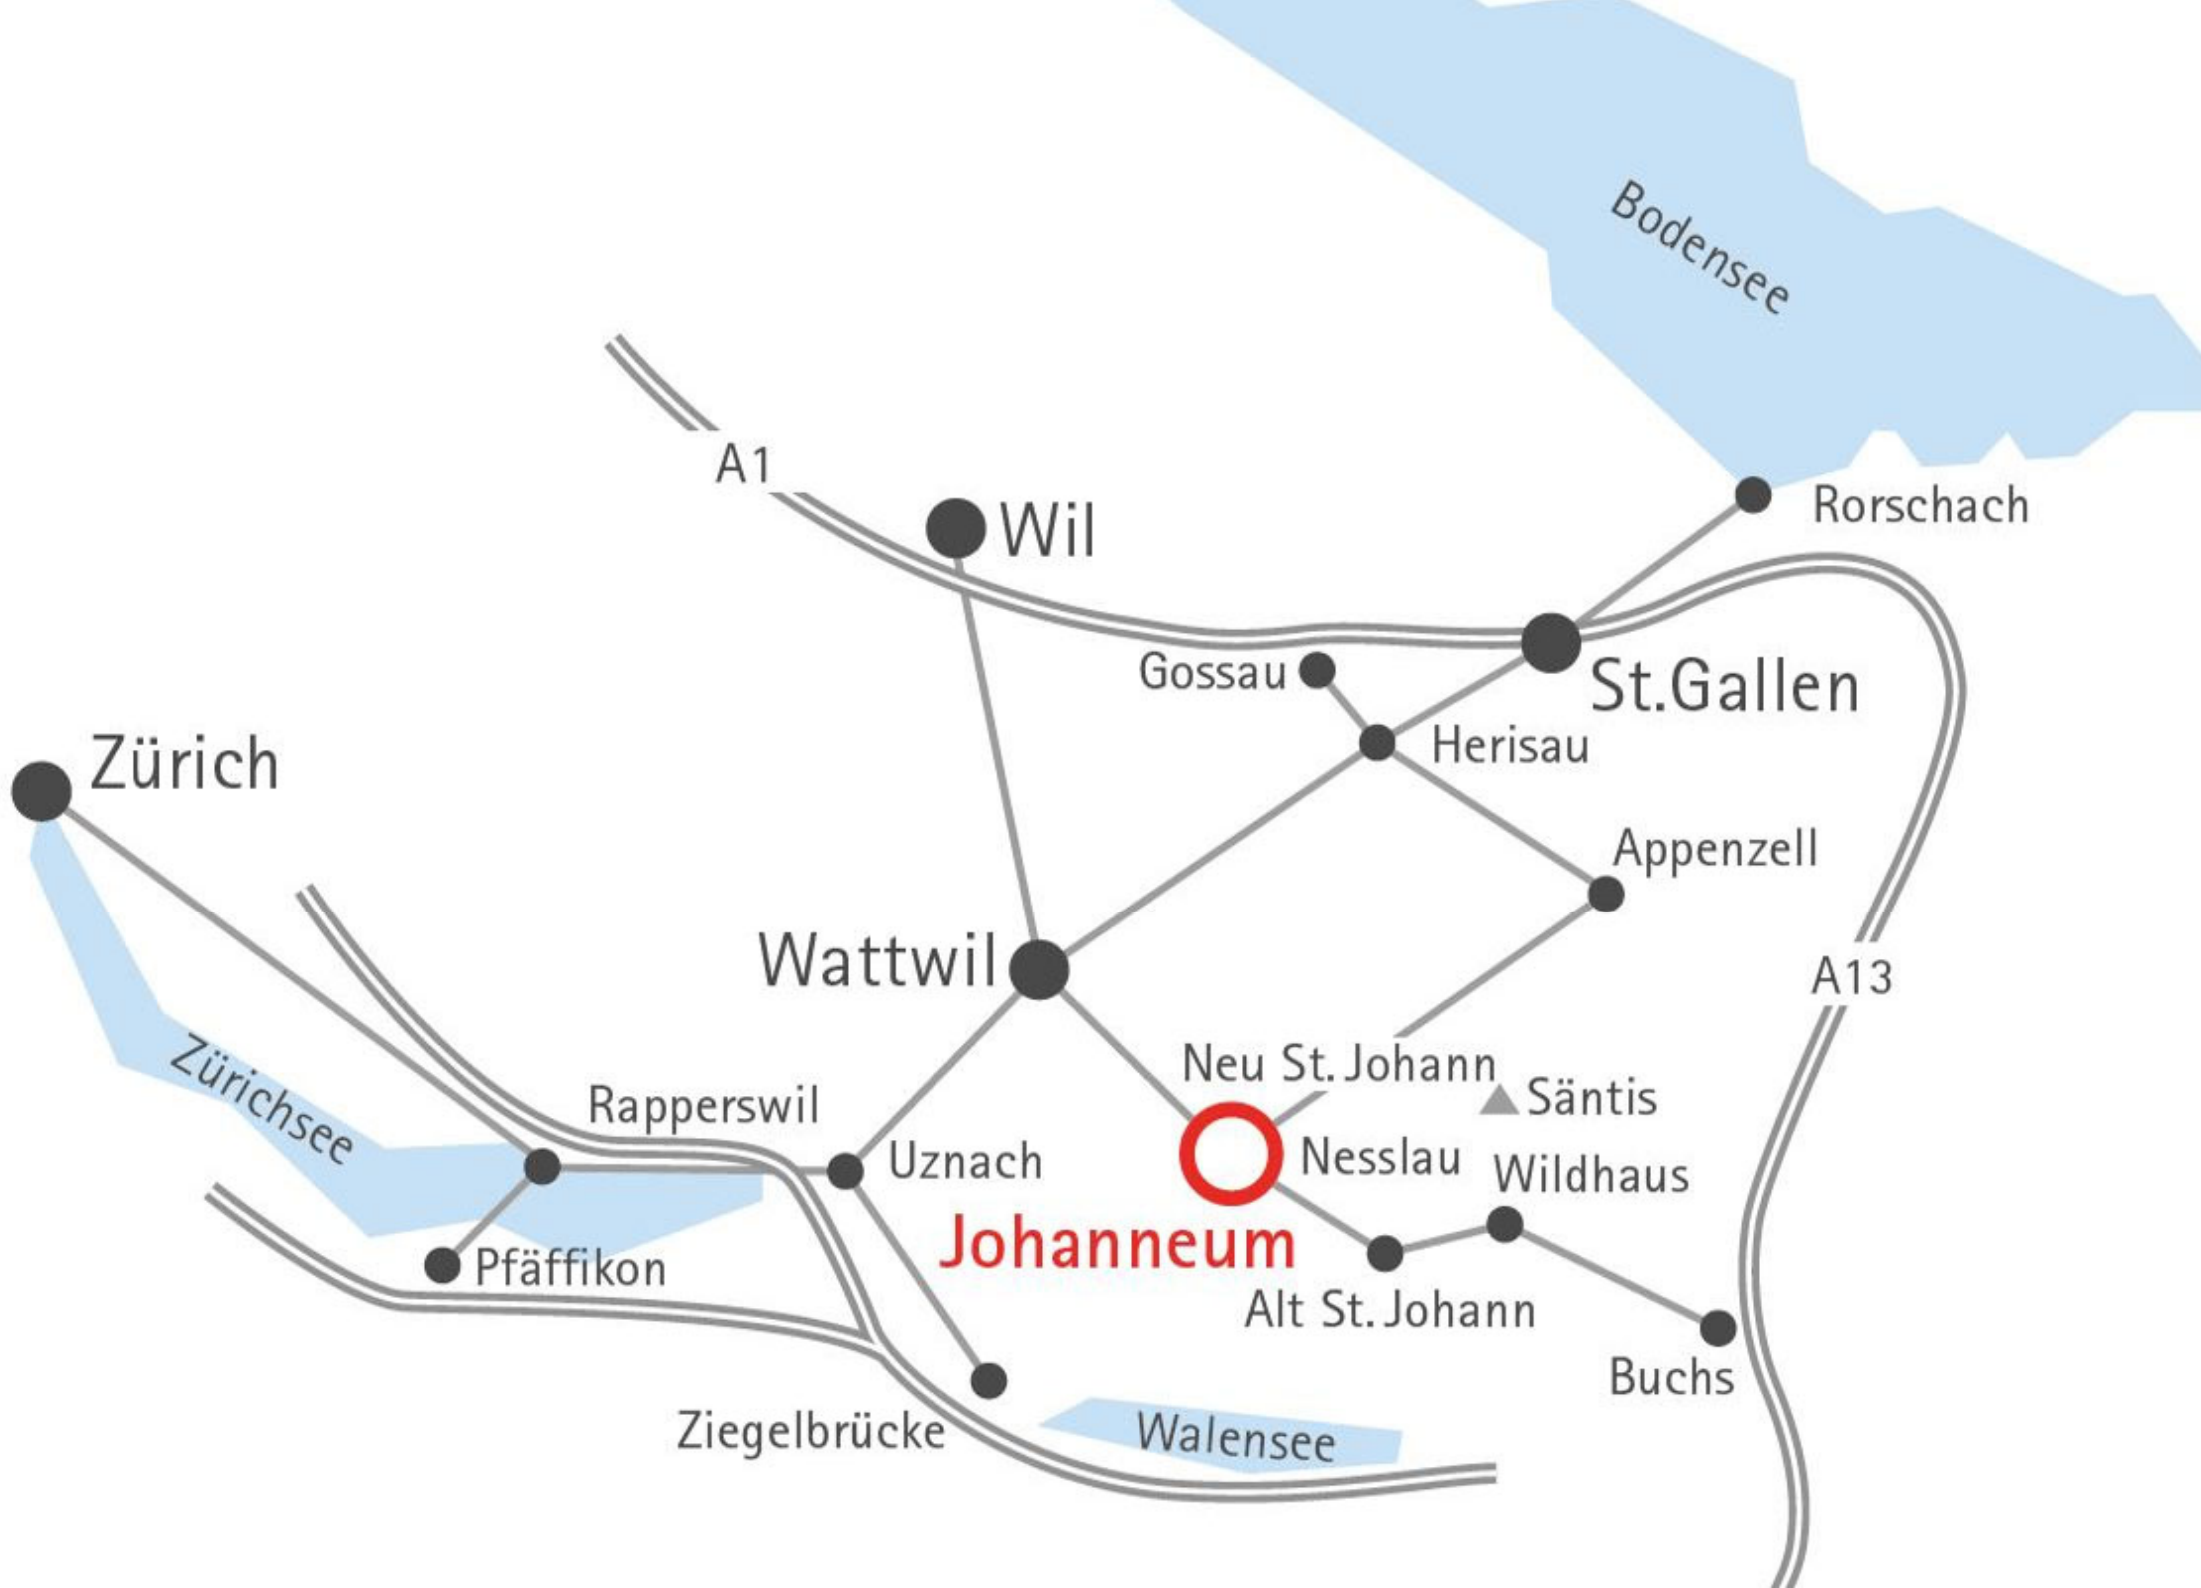 Bodensee
A1
Wil
Rorschach
Gossau
St.Gallen
Herisau
Zürich
Appenzell
Wattwil
A13
Neu St. Johann
Säntis
Zürichsee
Rapperswil
Uznach
Nesslau
Wildhaus
Johanneum
Pfäffikon
Alt St. Johann
Buchs
Ziegelbrücke
Walensee